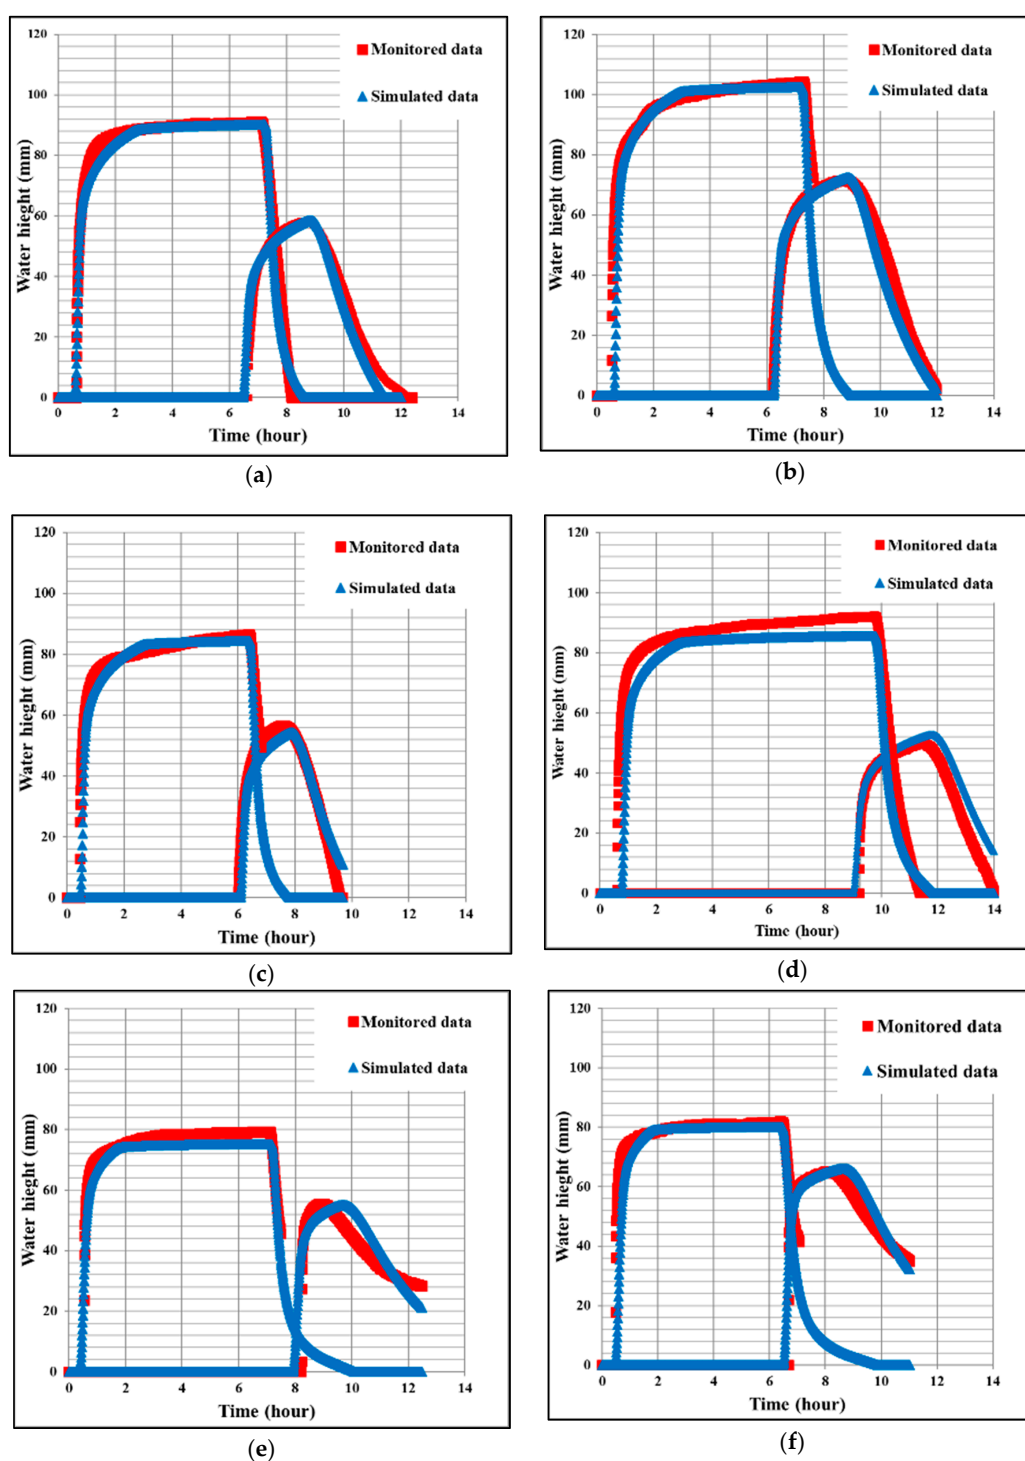 120
100
80
60
40
20
0
Water hieght (mm)
Monitored data
Simulated data
0 2 4 6 8 10 12 14
Time (hour)
(a)
120
100
80
60
40
20
0
Water hieght (mm)
Monitored data
Simulated data
0 2 4 6 8 10 12 14
Time (hour)
(b)
120
100
80
60
40
20
0
Water hieght (mm)
Monitored data
Simulated data
0 2 4 6 8 10 12 14
Time (hour)
(c)
120
100
80
60
40
20
0
Water hieght (mm)
Monitored data
Simulated data
0 2 4 6 8 10 12 14
Time (hour)
(d)
120
100
80
60
40
20
0
Water hieght (mm)
Monitored data
Simulated data
0 2 4 6 8 10 12 14
Time (hour)
(e)
120
100
80
60
40
20
0
Water hieght (mm)
Monitored data
Simulated data
0 2 4 6 8 10 12 14
Time (hour)
(f)